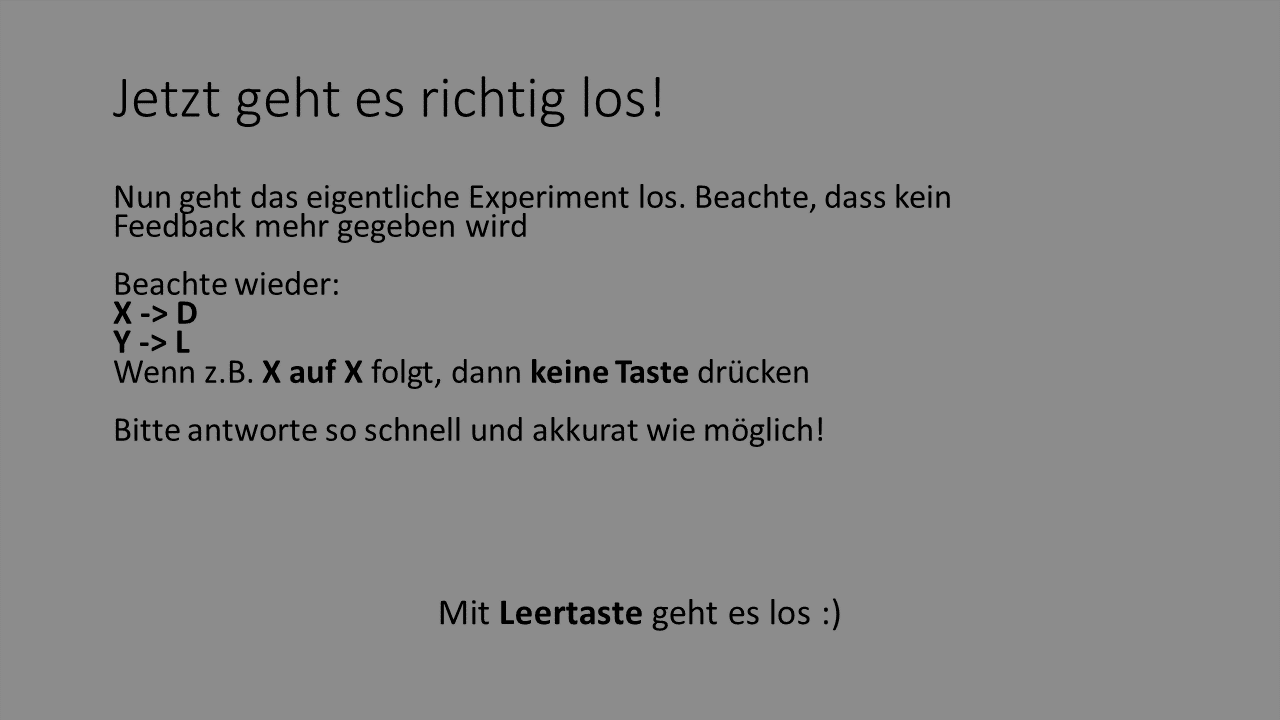 Jetzt geht es richtig los!
Nun geht das eigentliche Experiment los. Beachte, dass kein
Feedback mehr gegeben wird
Beachte wieder:
X -> D
Y -> L
Wenn z.B. X auf X folgt, dann keine Taste drücken
Bitte antworte so schnell und akkurat wie möglich!
Mit Leertaste geht es los :)